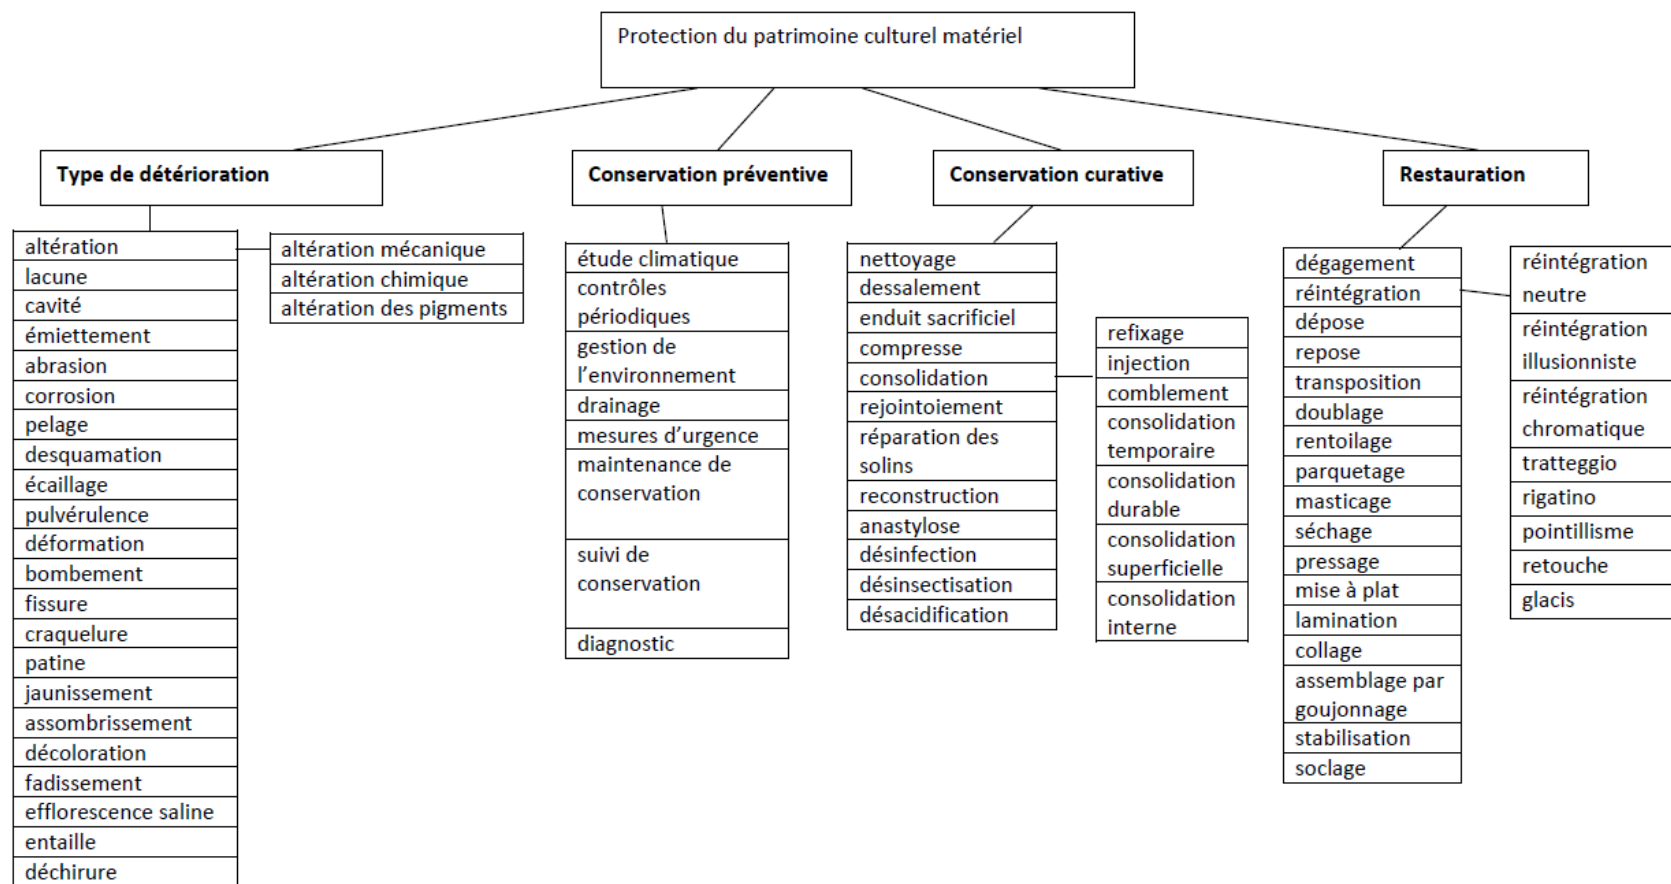 Protection du patrimoine culturel matériel
Type de détérioration
altération
lacune
cavité
émiettement
abrasion
corrosion
pelage
desquamation
écaillage
pulvérulence
déformation
bombement
fissure
craquelure
patine
jaunissement
assombrissement
décoloration
fadissement
efflorescence saline
entaille
déchirure
altération mécanique
altération chimique
altération des pigments
Conservation préventive
étude climatique
contrôles
périodiques
gestion de
l'environnement
drainage
mesures d'urgence
maintenance de
conservation
suivi de
conservation
diagnostic
Conservation curative
nettoyage
dessalement
enduit sacrificiel
compresse
consolidation
rejointoiement
réparation des
solins
reconstruction
anastylose
désinfection
désinsectisation
désacidification
refixage
injection
comblement
consolidation
temporaire
consolidation
durable
consolidation
superficielle
consolidation
interne
Restauration
dégagement
réintégration
dépose
repose
transposition
doublage
rentoilage
parquetage
masticage
séchage
pressage
mise à plat
lamination
collage
assemblage par
goujonnage
stabilisation
soclage
réintégration
neutre
réintégration
illusionniste
réintégration
chromatique
tratteggio
rigatino
pointillisme
retouche
glacis